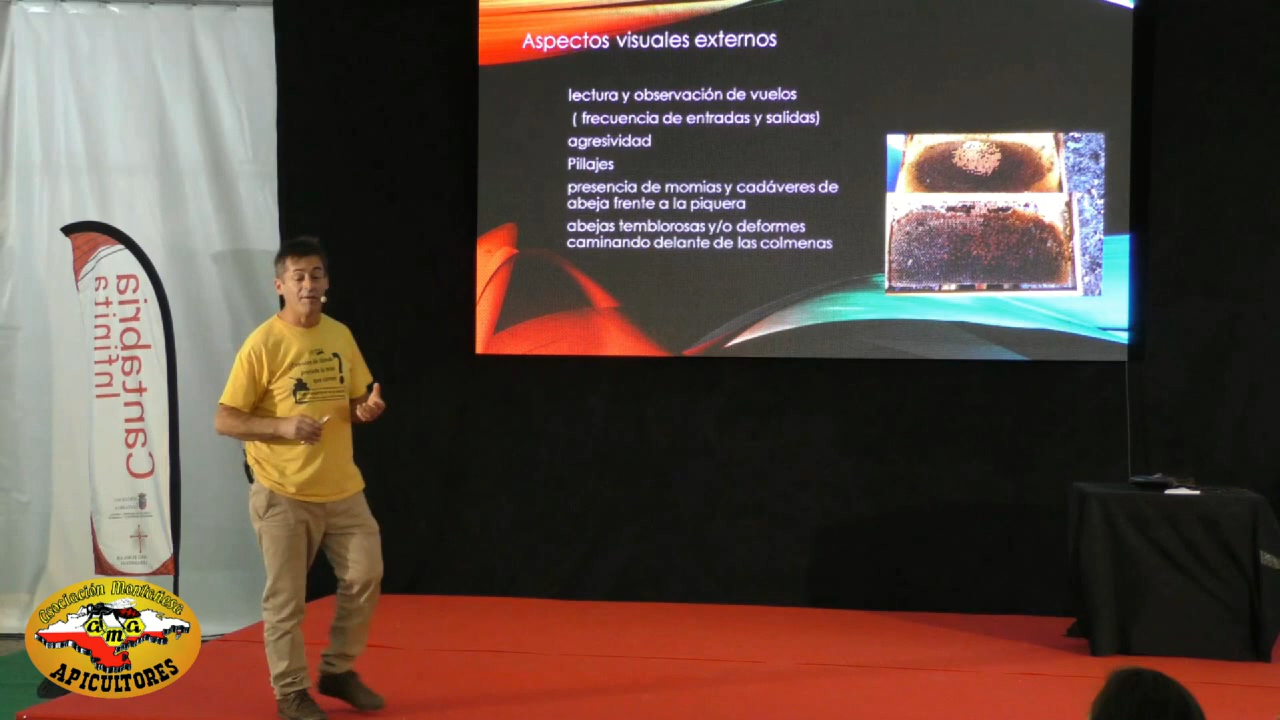 Aspectos visuales externos
lectura y observación de vuelos
( frecuencia de entradas y salidas)
agresividad
Pillajes
presencia de momias y cadáveres de
abeja frente a la piquera
abejas temblorosas y/o deformes
caminando delante de las colmenas
Cantabria
Infinita
Asociación Montañesa
a m a
APICULTORES